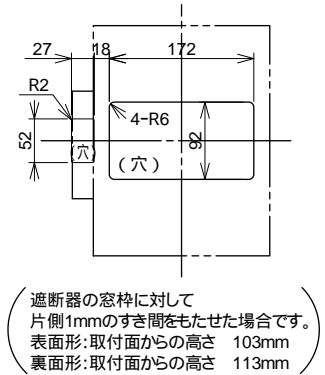 27 18 172
R2
4-R6
52
92
(穴)
(穴)
遮断器の窓枠に対して
片側1mmのすき間をもたせた場合です。
表面形:取付面からの高さ 103mm
裏面形:取付面からの高さ 113mm